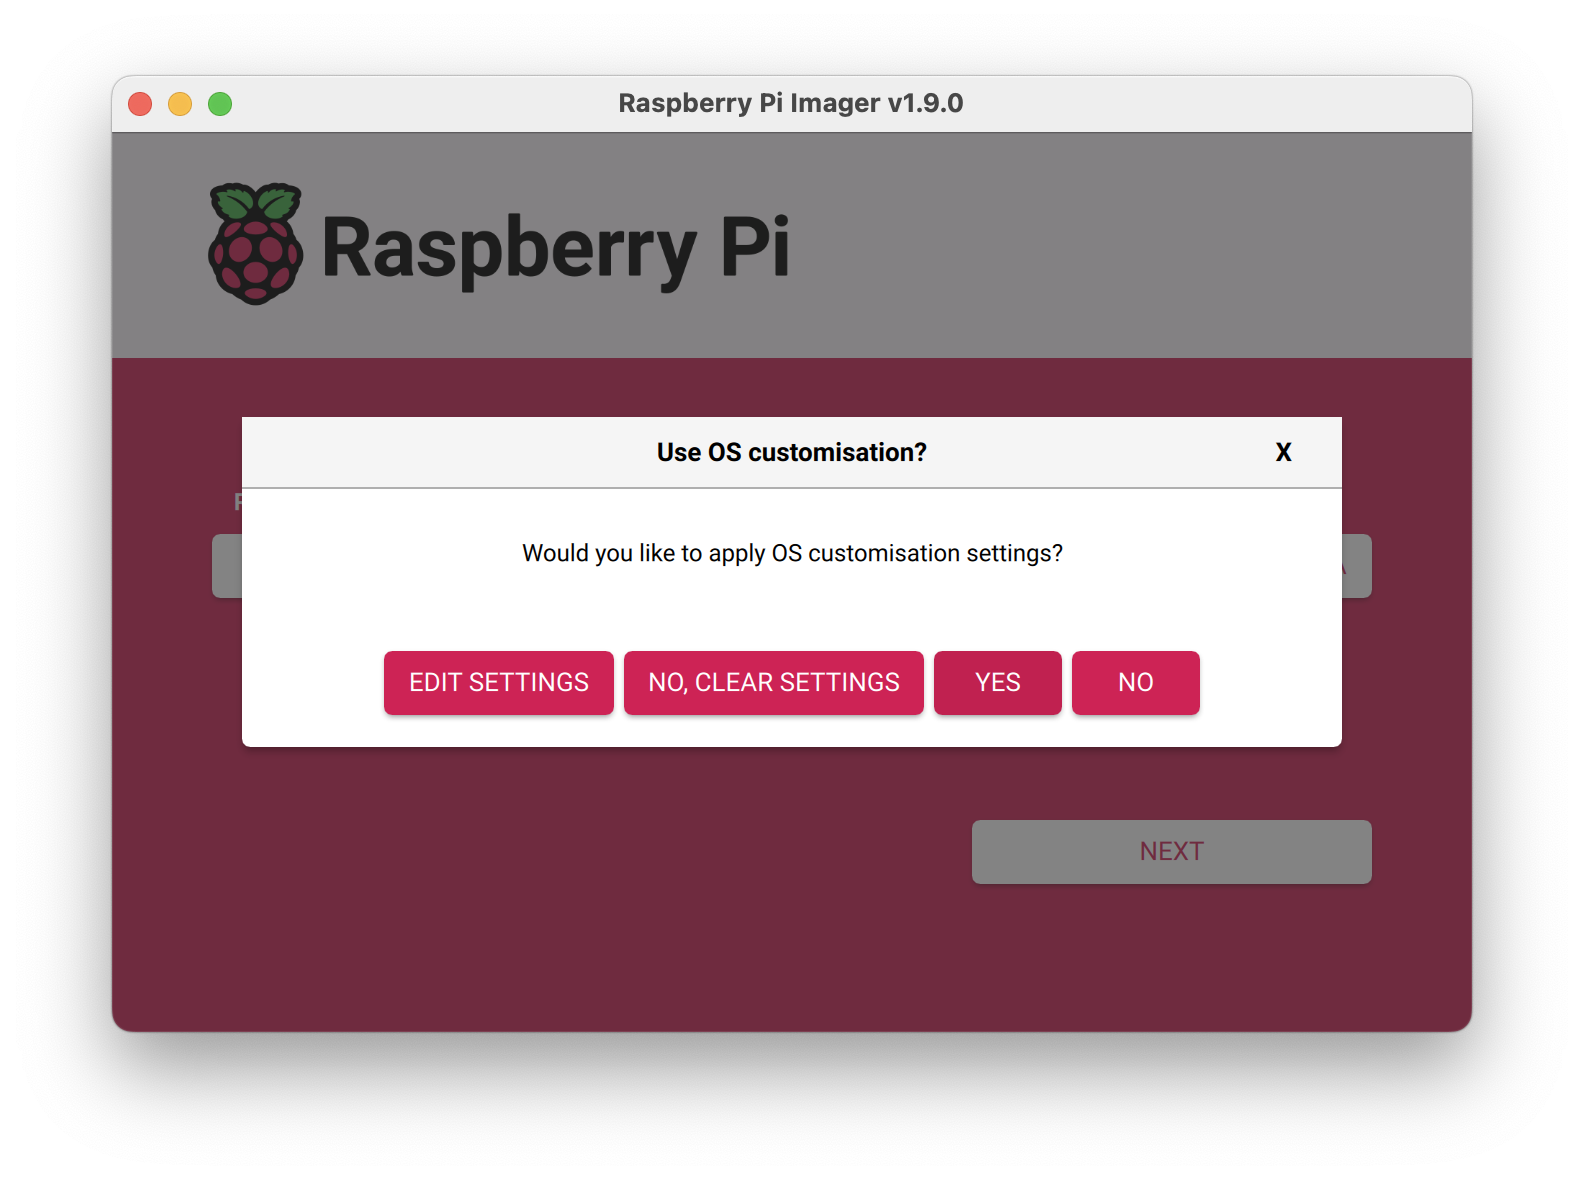 Raspberry Pi Imager v1.9.0
Raspberry Pi
Use OS customisation?
X
Would you like to apply OS customisation settings?
EDIT SETTINGS
NO, CLEAR SETTINGS
YES
NO
NEXT